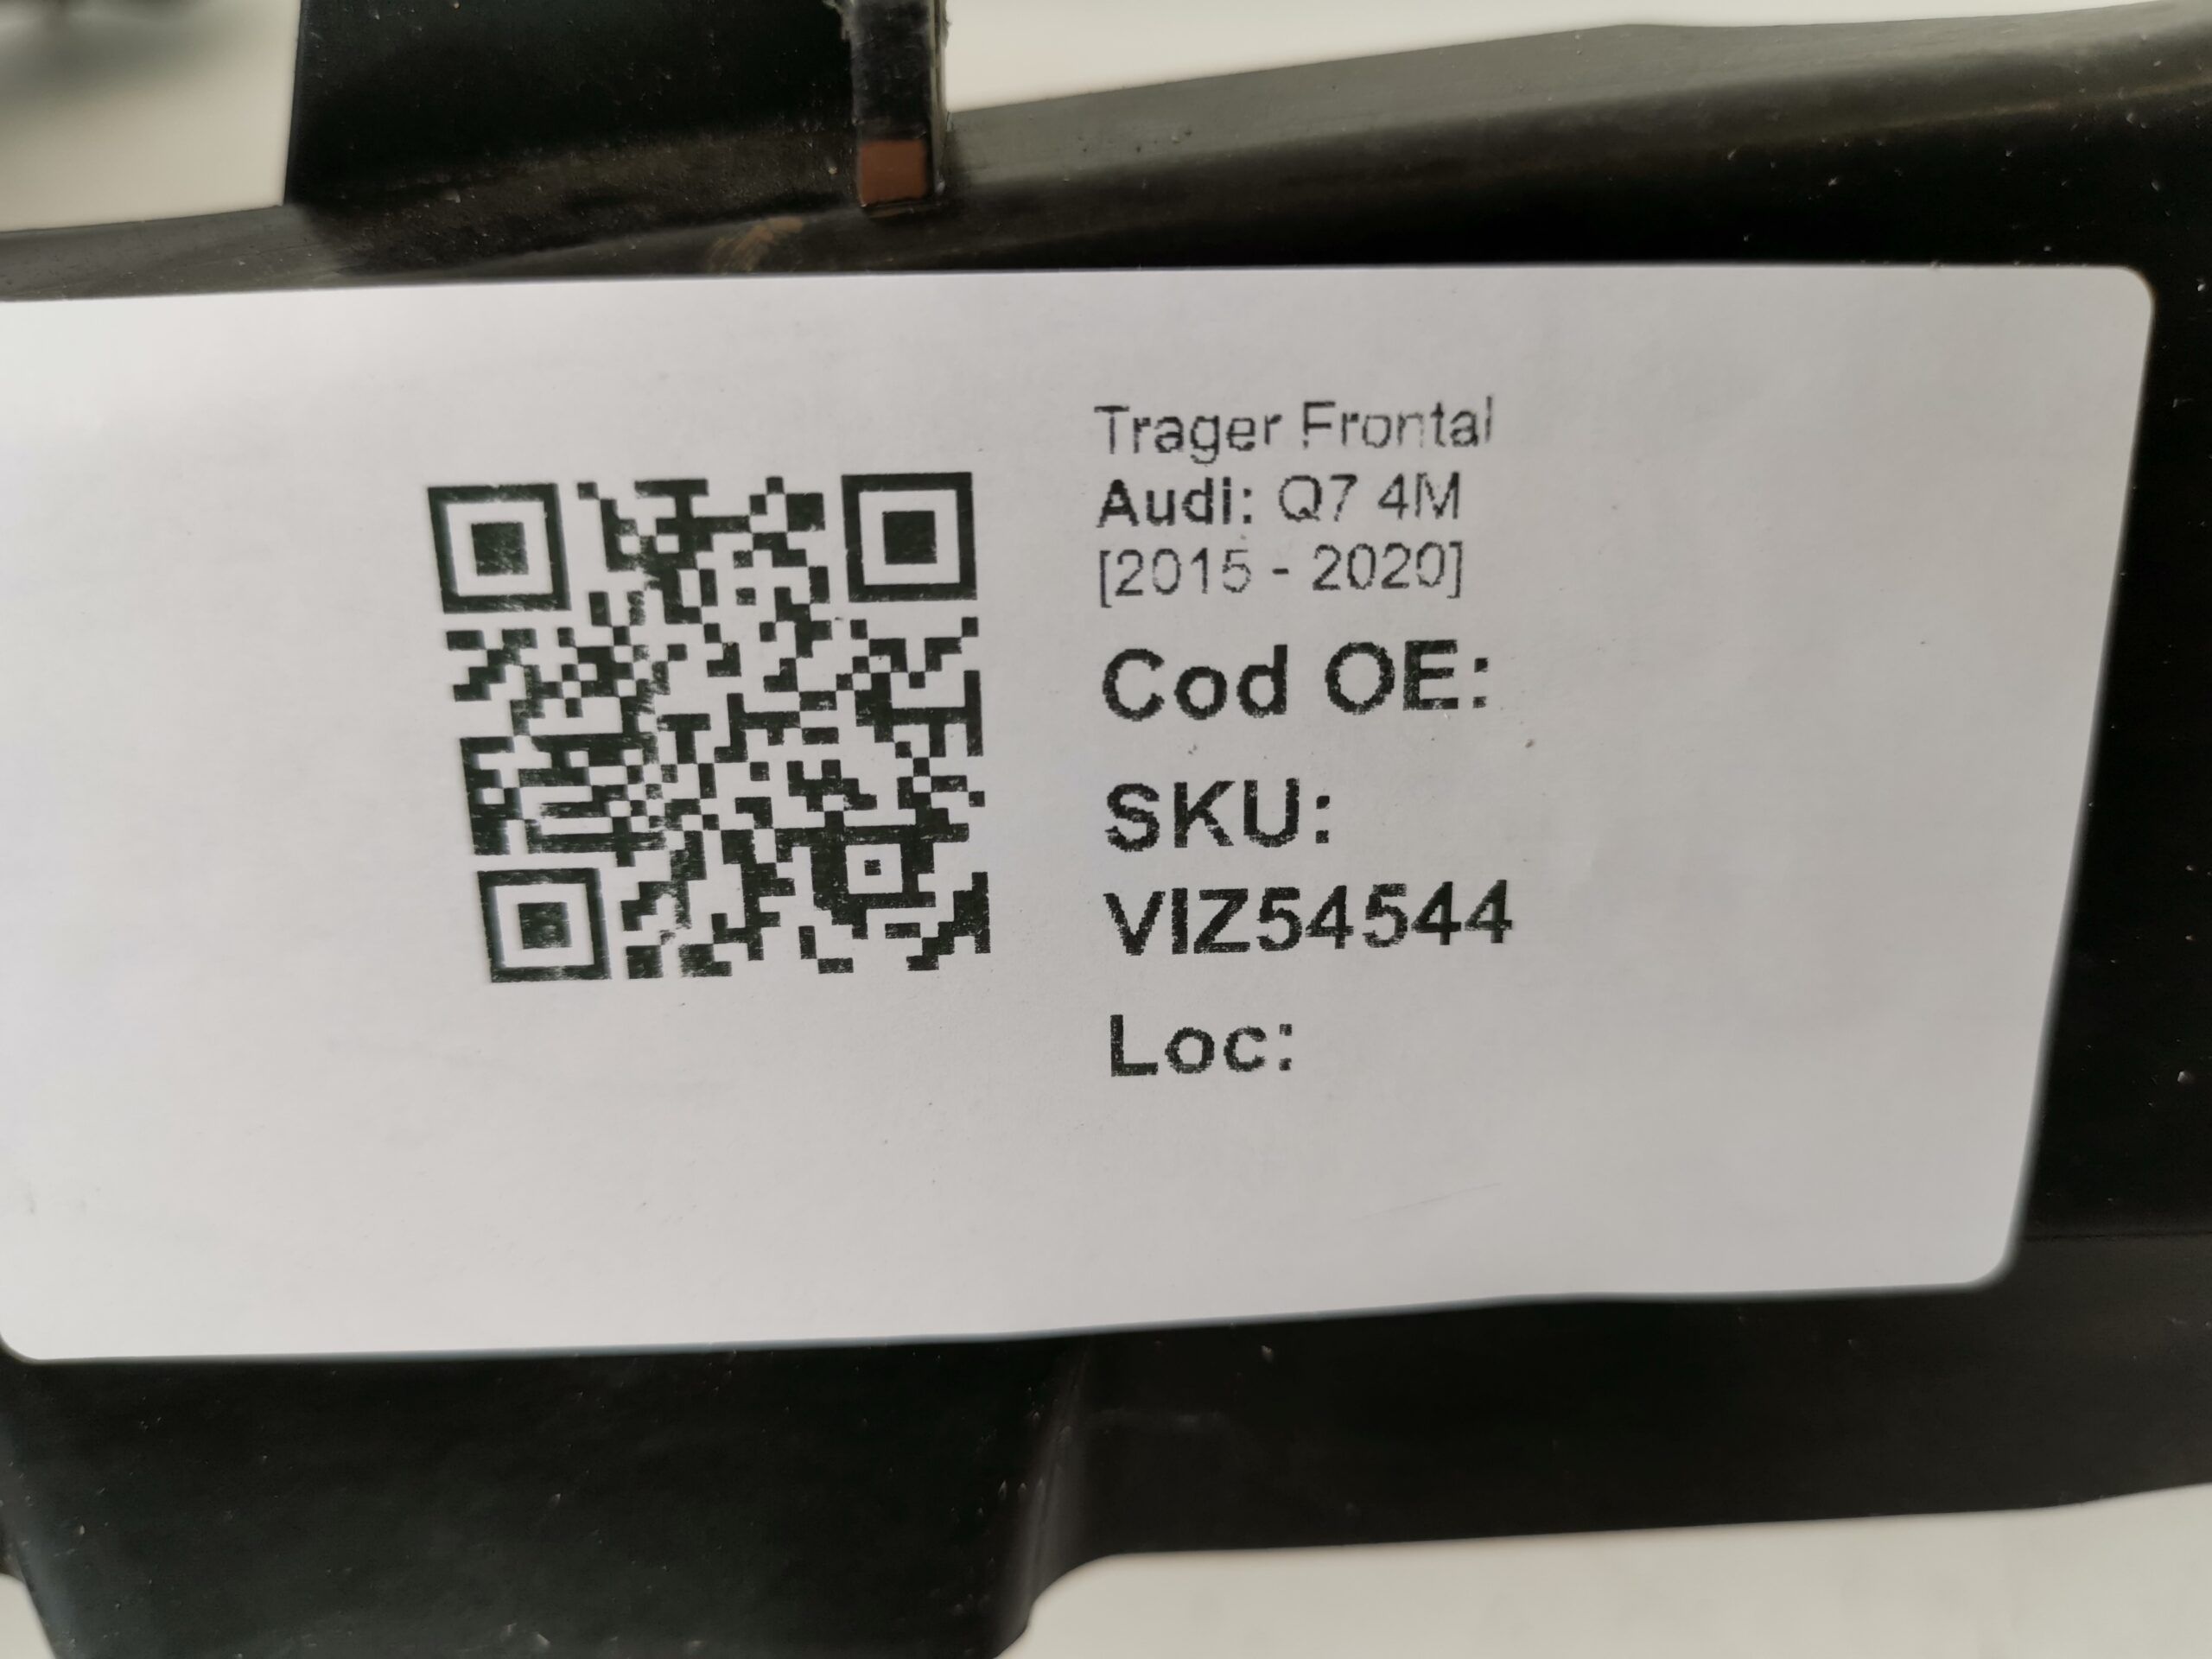 Trager Frontal
Audi: Q7 4M
[2015 - 2020]
Cod OE:
SKU:
VIZ54544
Loc: